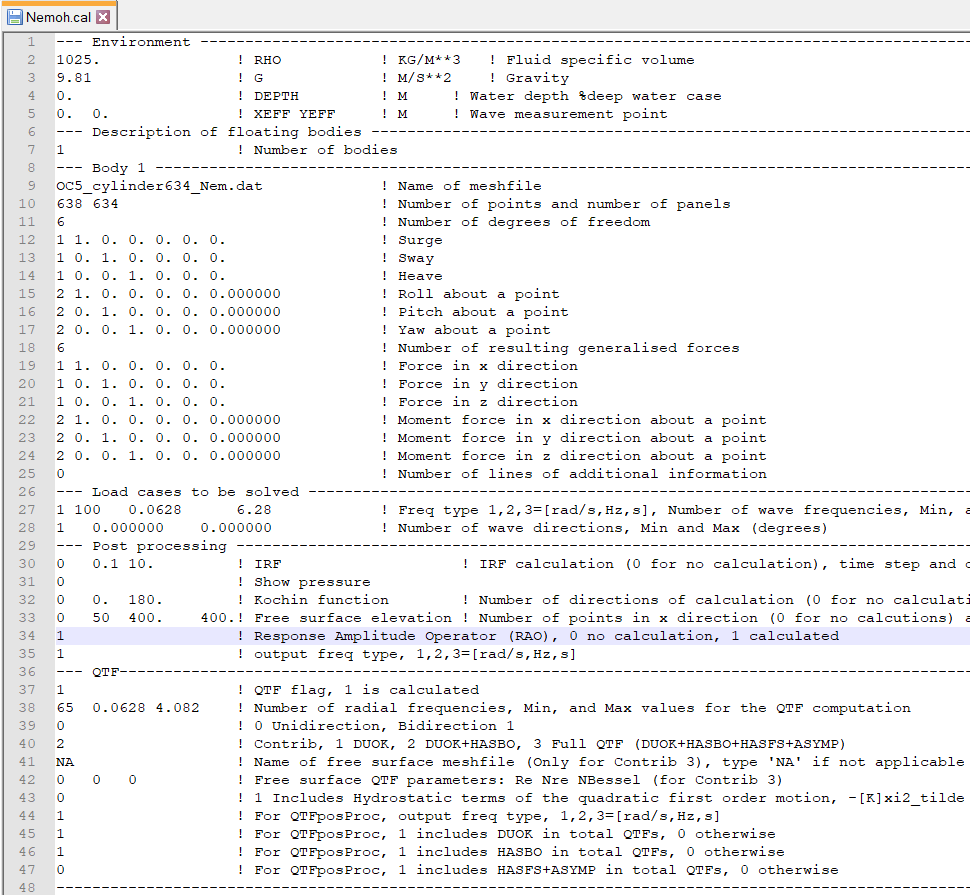 Nemoh.cal
1 --- Environment ---------------------------------------------------------------------------------------
2 1025. ! RHO ! KG/M**3 ! Fluid specific volume
3 9.81 ! G ! M/S**2 ! Gravity
4 0. ! DEPTH ! M ! Water depth %deep water case
5 0. 0. ! XEFF YEFF ! M ! Wave measurement point
6 --- Description of floating bodies --------------------------------------------------------------------
7 1 ! Number of bodies
8 --- Body 1 --------------------------------------------------------------------------------------------
9 OC5_cylinder634_Nem.dat ! Name of meshfile
10 638 634 ! Number of points and number of panels
11 6 ! Number of degrees of freedom
12 1 1. 0. 0. 0. 0. 0. ! Surge
13 1 0. 1. 0. 0. 0. 0. ! Sway
14 1 0. 0. 1. 0. 0. 0. ! Heave
15 2 1. 0. 0. 0. 0. 0.000000 ! Roll about a point
16 2 0. 1. 0. 0. 0. 0.000000 ! Pitch about a point
17 2 0. 0. 1. 0. 0. 0.000000 ! Yaw about a point
18 6 ! Number of resulting generalised forces
19 1 1. 0. 0. 0. 0. 0. ! Force in x direction
20 1 0. 1. 0. 0. 0. 0. ! Force in y direction
21 1 0. 0. 1. 0. 0. 0. ! Force in z direction
22 2 1. 0. 0. 0. 0. 0.000000 ! Moment force in x direction about a point
23 2 0. 1. 0. 0. 0. 0.000000 ! Moment force in y direction about a point
24 2 0. 0. 1. 0. 0. 0.000000 ! Moment force in z direction about a point
25 0 ! Number of lines of additional information
26 --- Load cases to be solved ---------------------------------------------------------------------------
27 1 100 0.0628 6.28 ! Freq type 1,2,3=[rad/s,Hz,s], Number of wave frequencies, Min, a
28 1 0.000000 0.000000 ! Number of wave directions, Min and Max (degrees)
29 --- Post processing -----------------------------------------------------------------------------------
30 0 0.1 10. ! IRF ! IRF calculation (0 for no calculation), time step and d
31 0 ! Show pressure
32 0 0. 180. ! Kochin function ! Number of directions of calculation (0 for no calculati
33 0 50 400. 400. ! Free surface elevation ! Number of points in x direction (0 for no calcutions) a
34 1 ! Response Amplitude Operator (RAO), 0 no calculation, 1 calculated
35 1 ! output freq type, 1,2,3=[rad/s,Hz,s]
36 --- QTF------------------------------------------------------------------------------------------------
37 1 ! QTF flag, 1 is calculated
38 65 0.0628 4.082 ! Number of radial frequencies, Min, and Max values for the QTF computation
39 0 ! 0 Unidirection, Bidirection 1
40 2 ! Contrib, 1 DUOK, 2 DUOK+HASBO, 3 Full QTF (DUOK+HASBO+HASFS+ASYMP)
41 NA ! Name of free surface meshfile (Only for Contrib 3), type 'NA' if not applicable
42 0 0 0 ! Free surface QTF parameters: Re Nre NBessel (for Contrib 3)
43 0 ! 1 Includes Hydrostatic terms of the quadratic first order motion, -[K]xi2_tilde
44 1 ! For QTFposProc, output freq type, 1,2,3=[rad/s,Hz,s]
45 1 ! For QTFposProc, 1 includes DUOK in total QTFs, 0 otherwise
46 1 ! For QTFposProc, 1 includes HASBO in total QTFs, 0 otherwise
47 0 ! For QTFposProc, 1 includes HASFS+ASYMP in total QTFs, 0 otherwise
48 -------------------------------------------------------------------------------------------------------